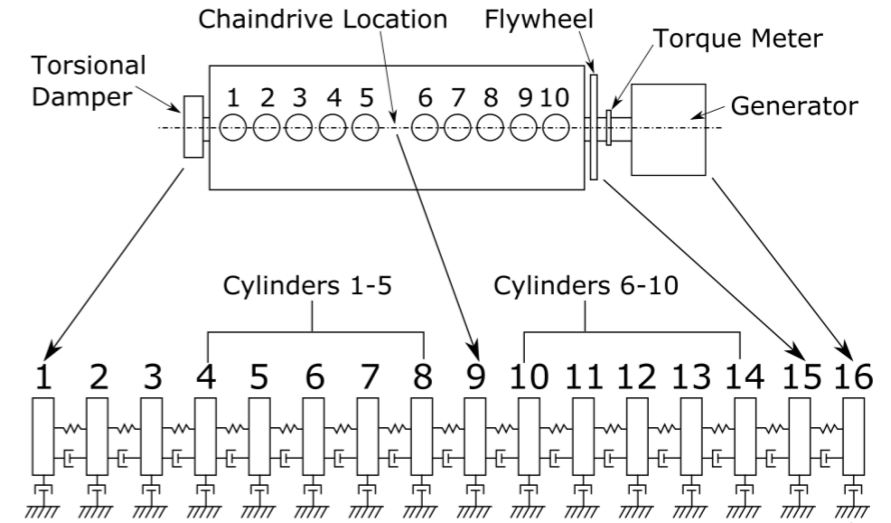 Chaindrive Location
Flywheel
Torque Meter
Torsional
Damper
Generator
1 2 3 4 5 6 7 8 9 10
Cylinders 1-5
Cylinders 6-10
1 2 3 4 5 6 7 8 9 10 11 12 13 14 15 16